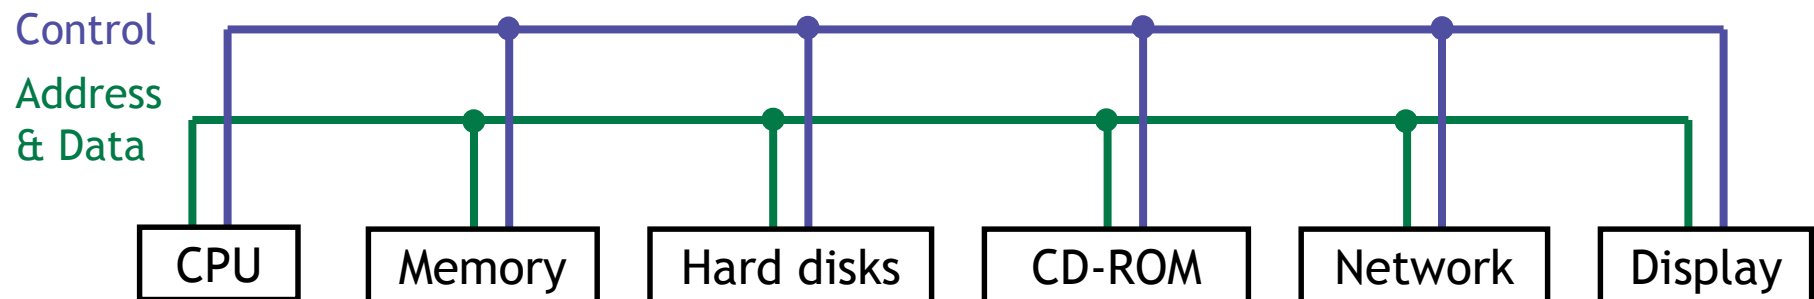 Control
Address
& Data
CPU
Memory
Hard disks
CD-ROM
Network
Display